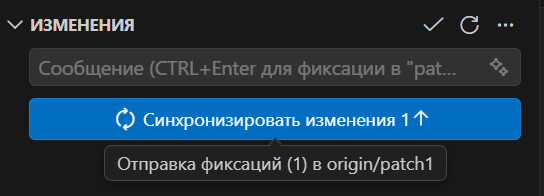 ИЗМЕНЕНИЯ
Сообщение (CTRL+Enter для фиксации в "pat...
Синхронизировать изменения 1↑
Отправка фиксаций (1) в origin/patch1